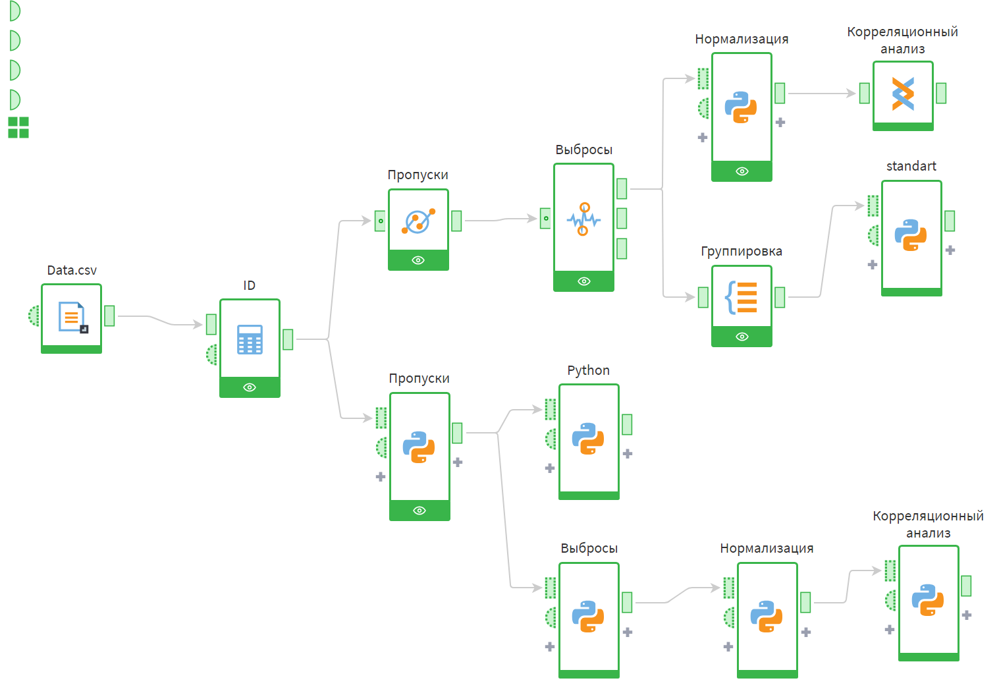 Корреляционный
анализ
Нормализация
Выбросы
standart
Пропуски
Группировка
Data.csv
ID
Python
Пропуски
Корреляционный
анализ
Выбросы
Нормализация